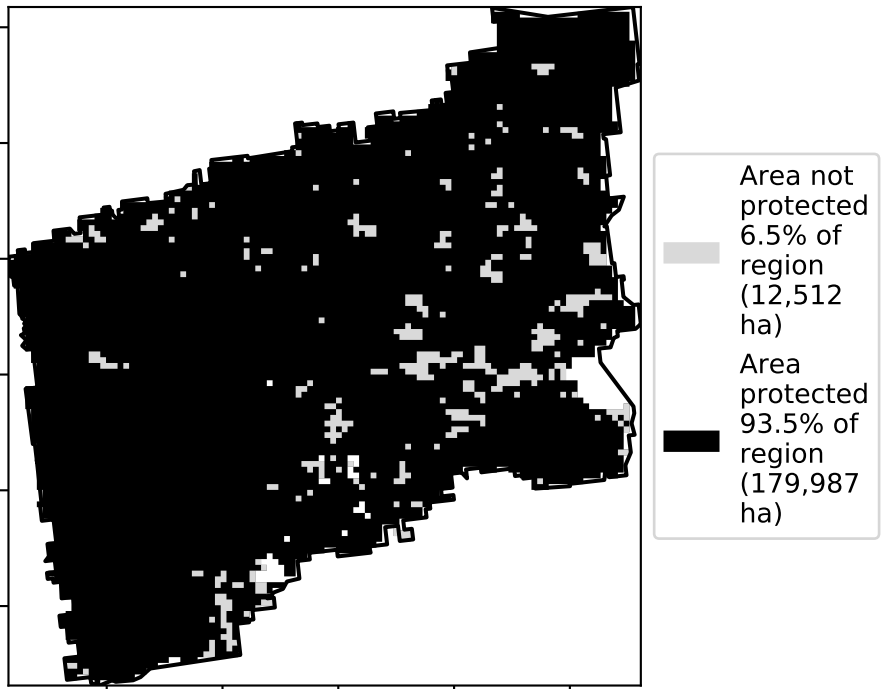 Area not
protected
6.5% of
region
(12,512
ha)
Area
protected
93.5% of
region
(179,987
ha)